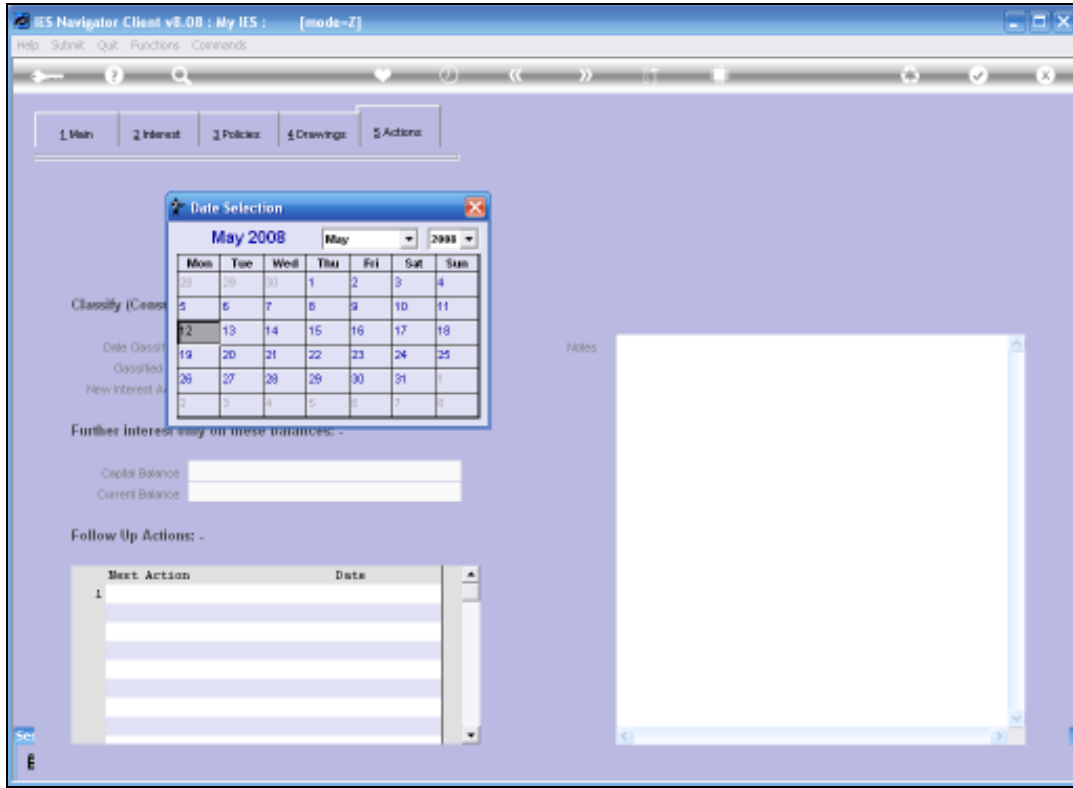 IES Navigator Client v8.08 : My IES :      [mode=Z]
Help  Submit  Quit  Functions  Commands
1 Main  2 Interest  3 Policies  4 Drawings  5 Actions
Date Selection
May 2008  May  2008
Mon  Tue  Wed  Thu  Fri  Sat  Sun
28  29  30  1  2  3  4
5  6  7  8  9  10  11
12  13  14  15  16  17  18
19  20  21  22  23  24  25
26  27  28  29  30  31  1
2  3  4  5  6  7  8
Classify
Date
Notes
Classified
New Interest
Further interest only on these balances: -
Capital Balance
Current Balance
Follow Up Actions: -
Next Action  Date
1